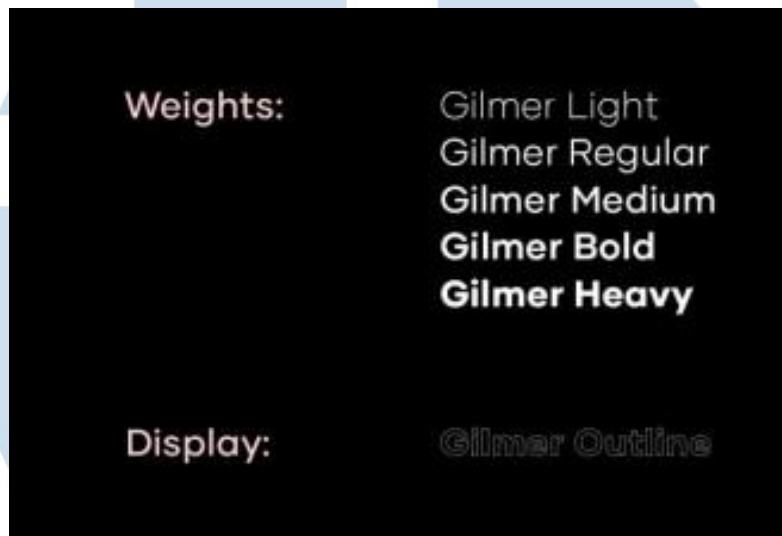 Weights:
Gilmer Light
Gilmer Regular
Gilmer Medium
Gilmer Bold
Gilmer Heavy
Display:
Gilmer Outline